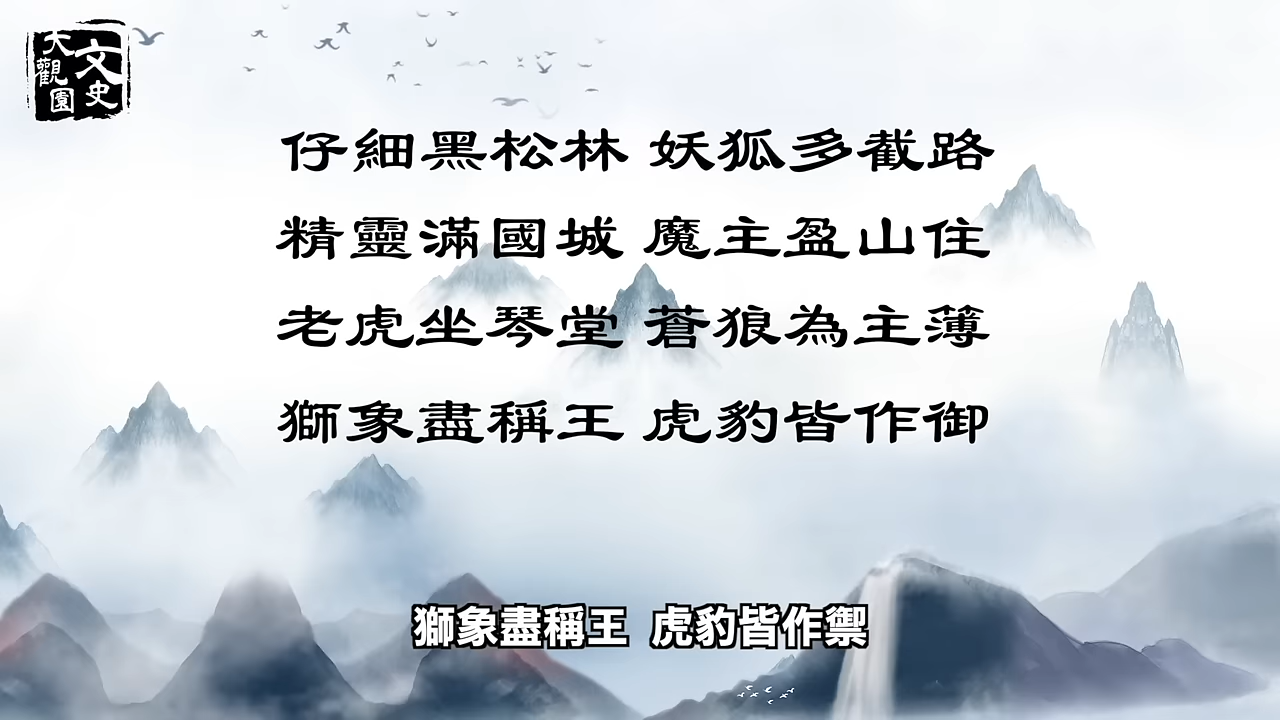 文史
大觀園
仔細黑松林 妖狐多截路
精靈滿國城 魔主盈山住
老虎坐琴堂 蒼狼為主薄
獅象盡稱王 虎豹皆作御
獅象盡稱王 虎豹皆作禦